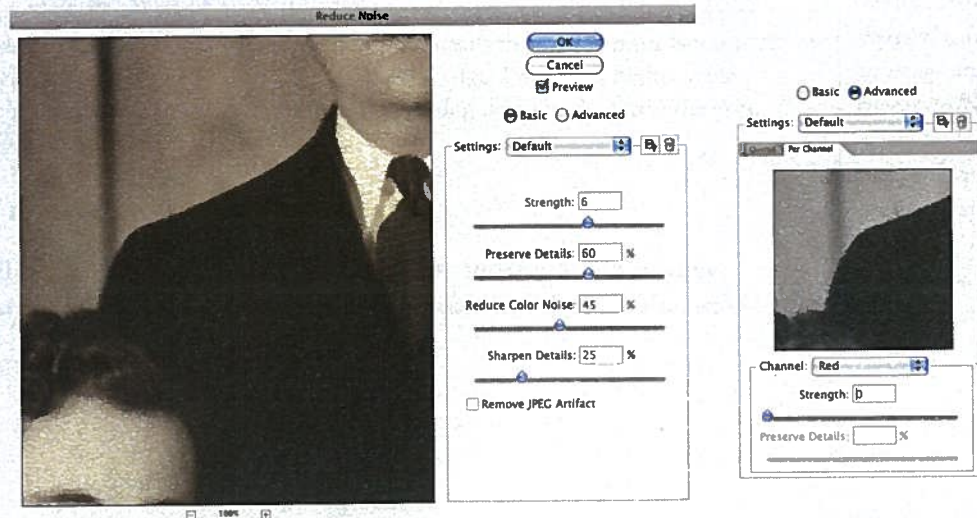 Reduce Noise
OK
Cancel
Preview
Basic Advanced
Settings: Default
Strength: 6
Preserve Details: 60 %
Reduce Color Noise: 45 %
Sharpen Details: 25 %
Remove JPEG Artifact
100%
Basic Advanced
Settings: Default
Per Channel
Channel: Red
Strength:
Preserve Details: %